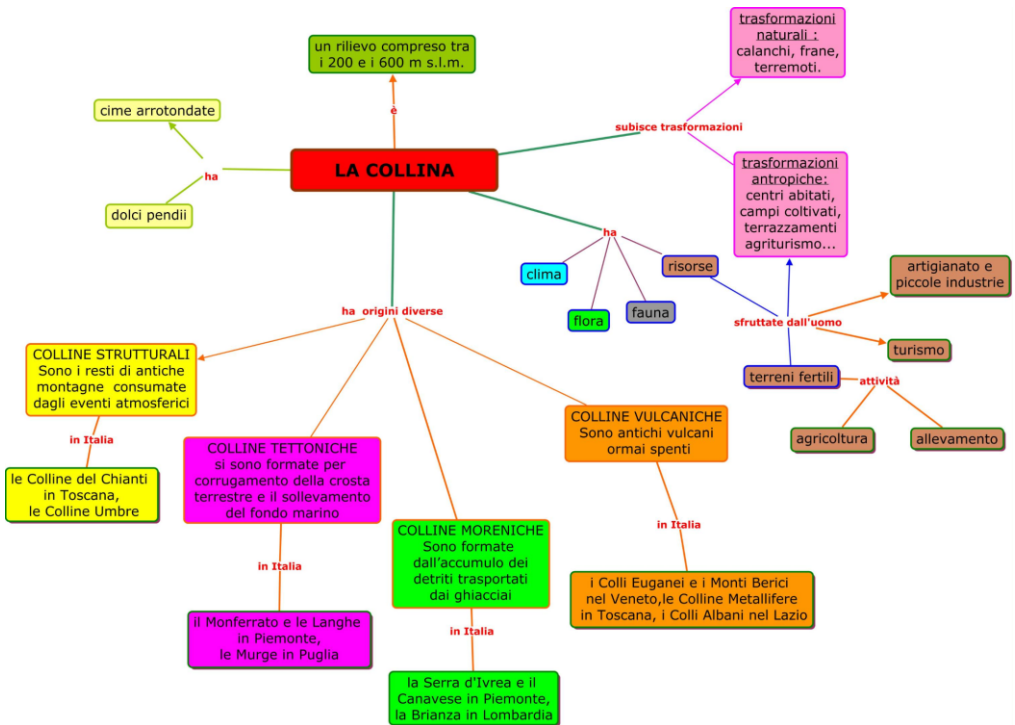 un rilievo compreso tra
i 200 e i 600 m s.l.m.
è
LA COLLINA
cime arrotondate
ha
dolci pendii
subisce trasformazioni
trasformazioni
naturali :
calanchi, frane,
terremoti.
trasformazioni
antropiche:
centri abitati,
campi coltivati,
terrazzamenti
agriturismo...
ha
clima
flora
fauna
risorse
sfruttate dall'uomo
artigianato e
piccole industrie
turismo
terreni fertili
attività
agricoltura
allevamento
ha origini diverse
COLLINE STRUTTURALI
Sono i resti di antiche
montagne consumate
dagli eventi atmosferici
in Italia
le Colline del Chianti
in Toscana,
le Colline Umbre
COLLINE TETTONICHE
si sono formate per
corrugamento della crosta
terrestre e il sollevamento
del fondo marino
in Italia
il Monferrato e le Langhe
in Piemonte,
le Murge in Puglia
COLLINE MORENICHE
Sono formate
dall'accumulo dei
detriti trasportati
dai ghiacciai
in Italia
la Serra d'Ivrea e il
Canavese in Piemonte,
la Brianza in Lombardia
COLLINE VULCANICHE
Sono antichi vulcani
ormai spenti
in Italia
i Colli Euganei e i Monti Berici
nel Veneto,le Colline Metallifere
in Toscana, i Colli Albani nel Lazio